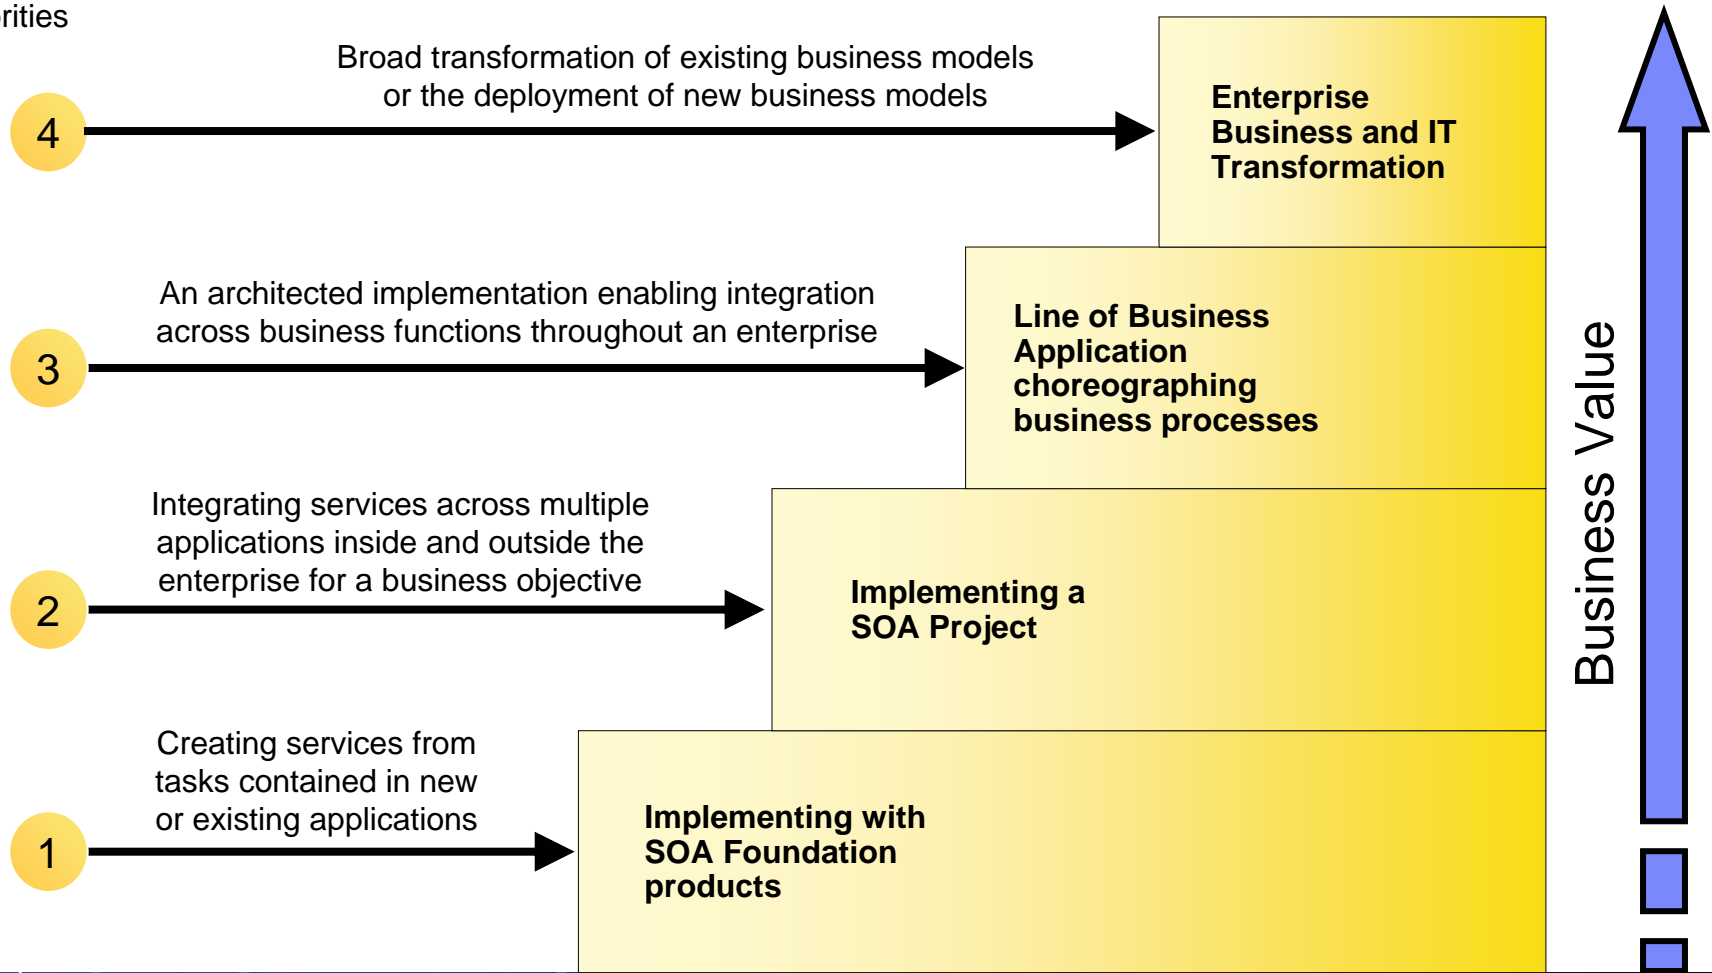 Broad transformation of existing business models
or the deployment of new business models
4
Enterprise
Business and IT
Transformation
An architected implementation enabling integration
across business functions throughout an enterprise
3
Line of Business
Application
choreographing
business processes
Integrating services across multiple
applications inside and outside the
enterprise for a business objective
2
Implementing a
SOA Project
Creating services from
tasks contained in new
or existing applications
1
Implementing with
SOA Foundation
products
Business Value